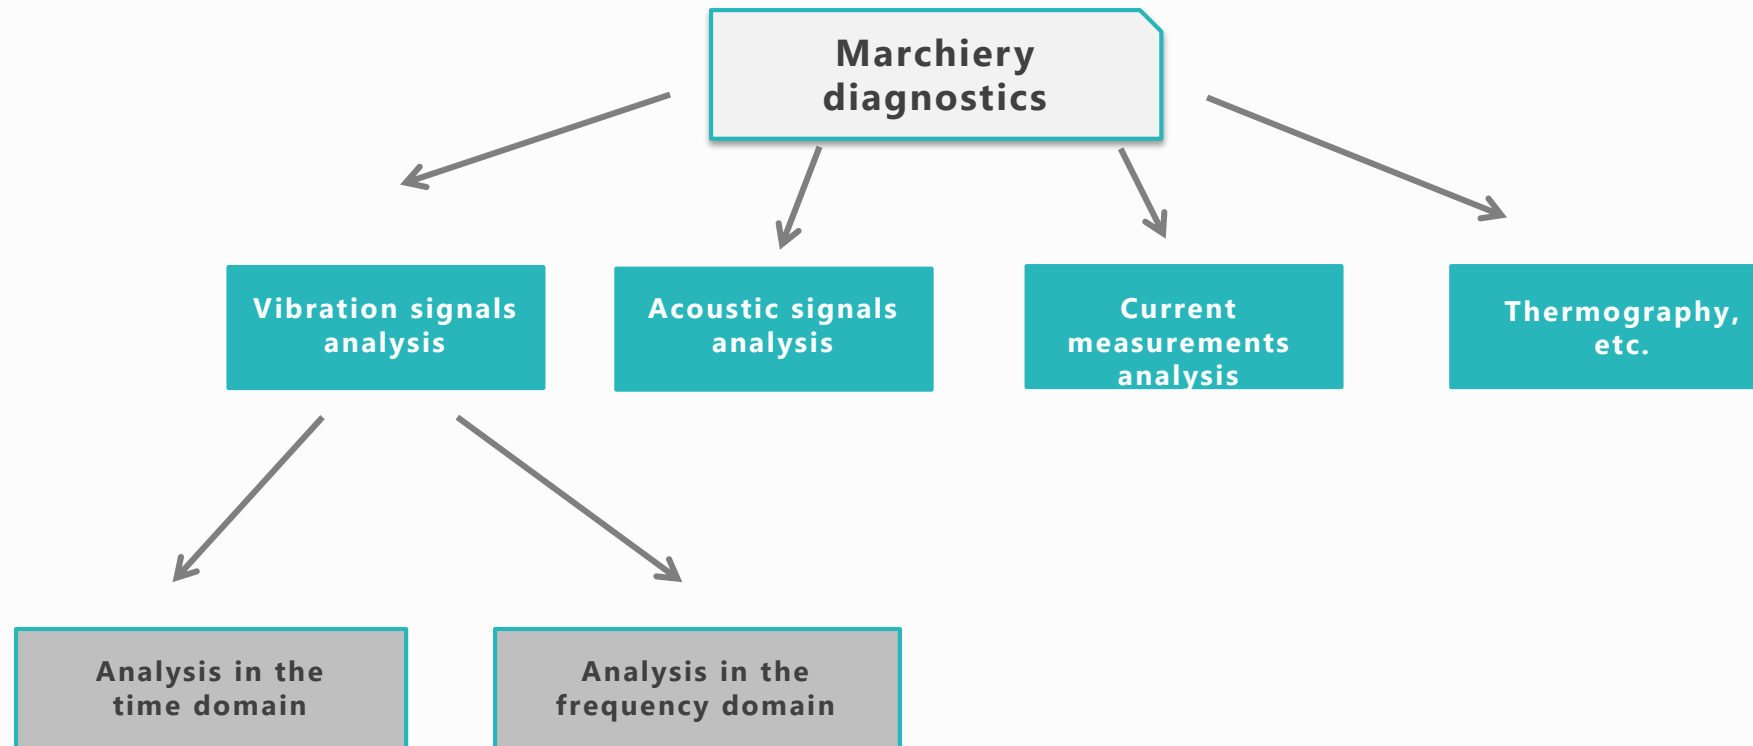 Marchiery
diagnostics
Vibration signals
analysis
Acoustic signals
analysis
Current
measurements
analysis
Thermography,
etc.
Analysis in the
time domain
Analysis in the
frequency domain